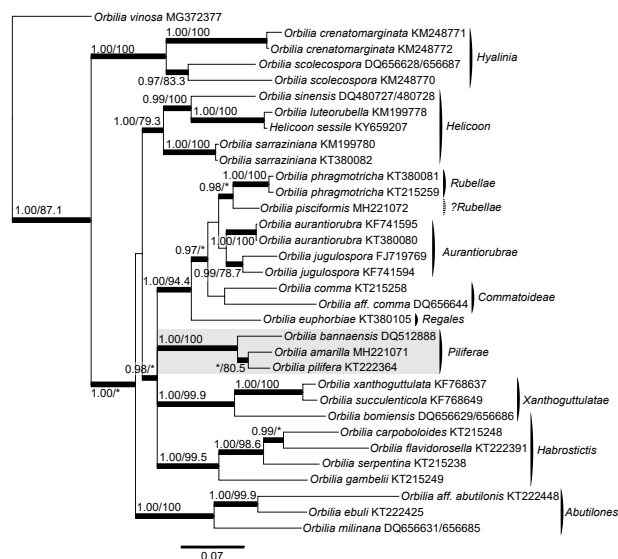 Orbilia vinosa MG372377
Orbilia crenatomarginata KM248771
1.00/100
1.00/100
Orbilia crenatomarginata KM248772
Hyalinia
Orbilia scolecospora DQ656628/656687
0.97/83.3
Orbilia scolecospora KM248770
0.99/100
Orbilia sinensis DQ480727/480728
1.00/100
Orbilia luteorubella KM199778
1.00/79.3
Helicoon sessile KY659207
Helicoon
1.00/100
Orbilia sarraziniana KM199780
Orbilia sarraziniana KT380082
1.00/100
Orbilia phragmotricha KT380081
0.98/*
Orbilia phragmotricha KT215259
Rubellae
Orbilia pisciformis MH221072
?Rubellae
1.00/87.1
Orbilia aurantiorubra KF741595
1.00/100
Orbilia aurantiorubra KT380080
0.97/*
Aurantiorubrae
Orbilia jugulospora FJ719769
0.99/78.7
Orbilia jugulospora KF741594
1.00/94.4
Orbilia comma KT215258
Commatoideae
Orbilia aff. comma DQ656644
Orbilia euphorbiae KT380105
Regales
1.00/100
Orbilia bannaensis DQ512888
Orbilia amarilla MH221071
Piliferae
0.98/*
*/80.5
Orbilia pilifera KT222364
1.00/*
1.00/100
Orbilia xanthoguttulata KF768637
1.00/99.9
Orbilia succulenticola KF768649
Xanthoguttulatae
Orbilia bomiensis DQ656629/656686
0.99/*
Orbilia carpoboloides KT215248
1.00/98.6
Orbilia flavidorosella KT222391
Habrostictis
1.00/99.5
Orbilia serpentina KT215238
Orbilia gambelii KT215249
1.00/99.9
Orbilia aff. abutilonis KT222448
1.00/100
Orbilia ebuli KT222425
Abutilones
Orbilia milinana DQ656631/656685
0.07